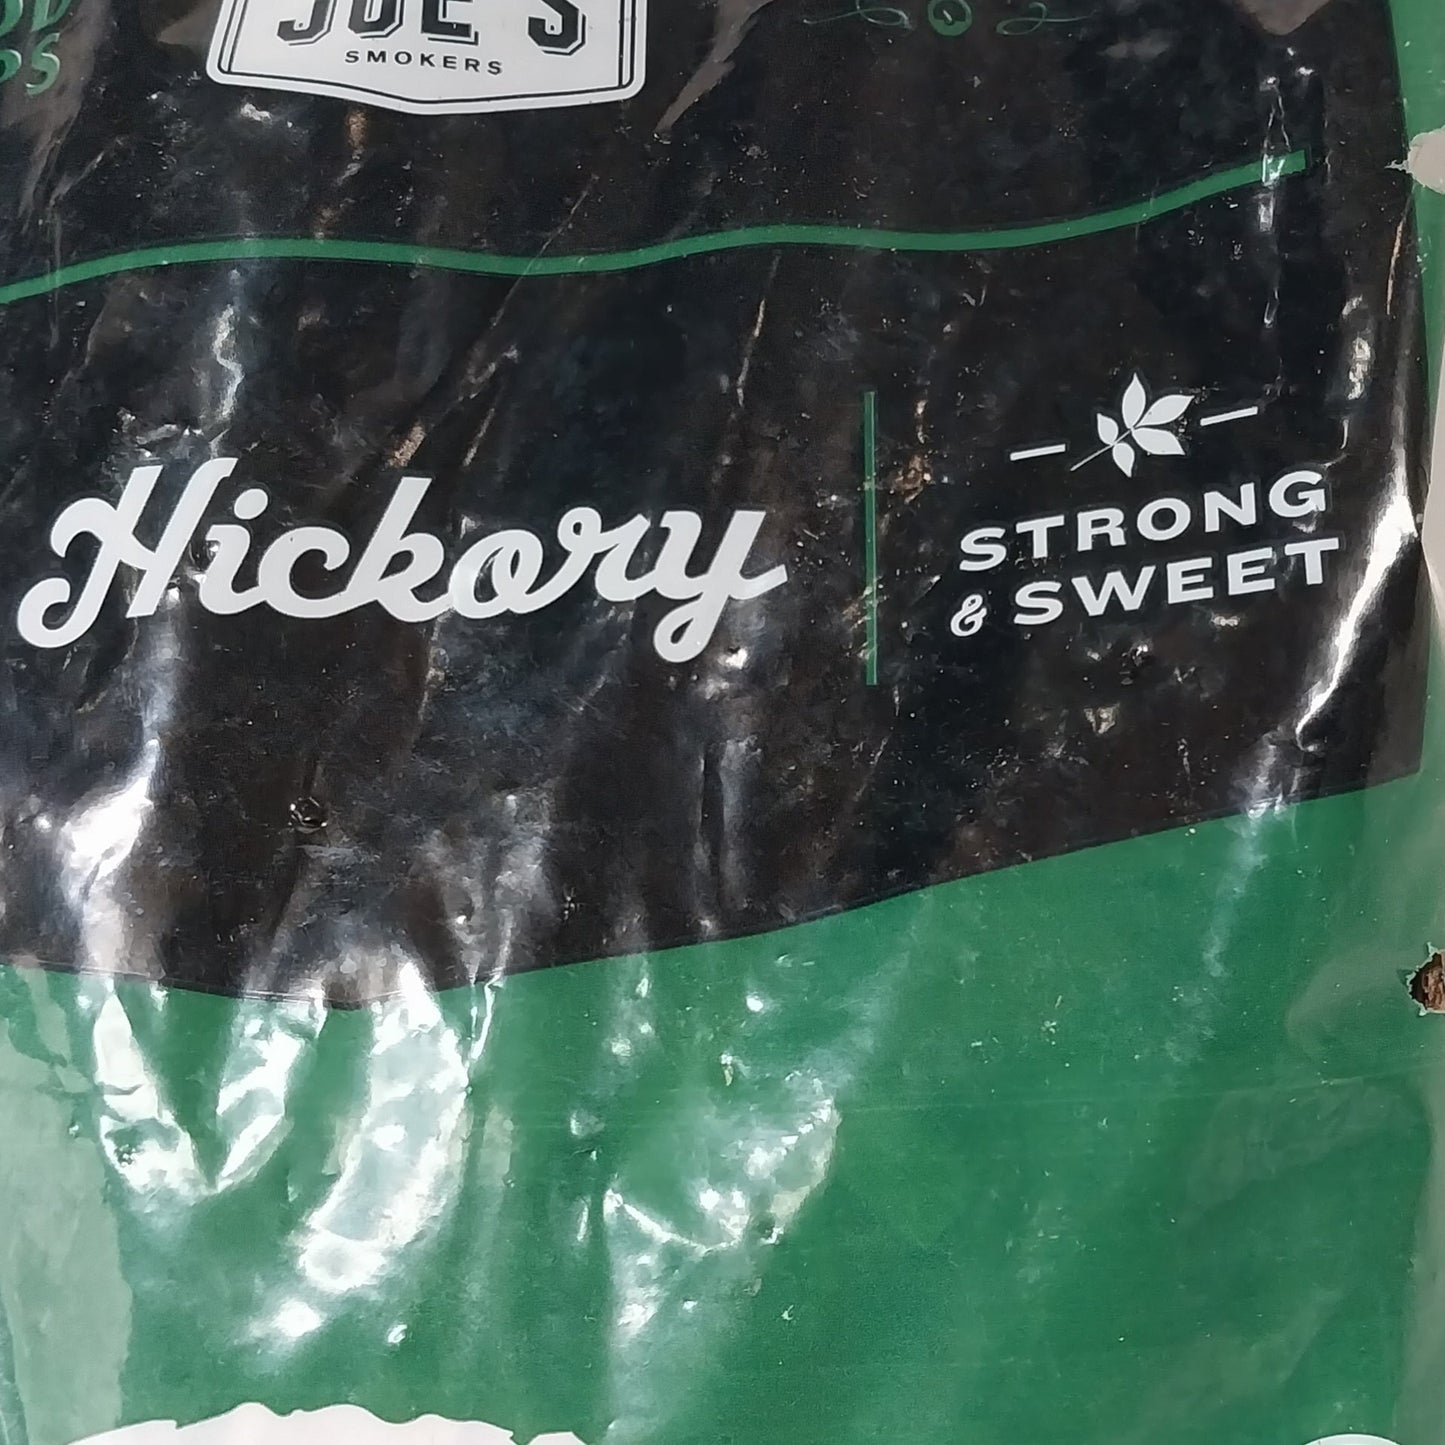 JOE'S
SMOKERS
Hickory
STRONG
& SWEET